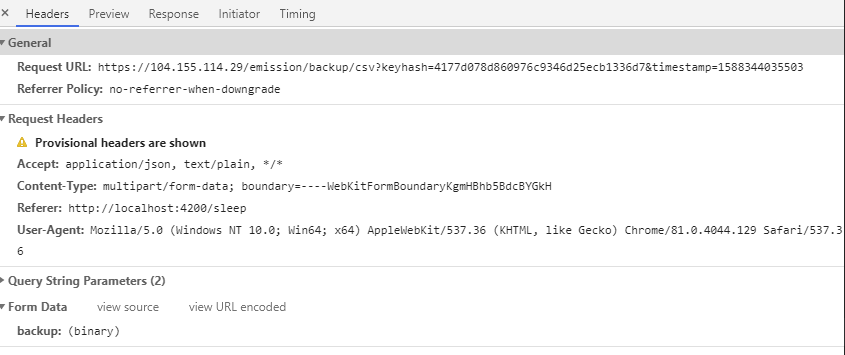 × Headers Preview Response Initiator Timing
General
Request URL: https://104.155.114.29/emission/backup/csv?keyhash=4177d078d860976c9346d25ecb1336d7&timestamp=1588344035503
Referrer Policy: no-referrer-when-downgrade
Request Headers
Provisional headers are shown
Accept: application/json, text/plain, */*
Content-Type: multipart/form-data; boundary=----WebKitFormBoundaryKgmHBhb5BdcBYGkH
Referer: http://localhost:4200/sleep
User-Agent: Mozilla/5.0 (Windows NT 10.0; Win64; x64) AppleWebKit/537.36 (KHTML, like Gecko) Chrome/81.0.4044.129 Safari/537.3
6
Query String Parameters (2)
Form Data view source view URL encoded
backup: (binary)